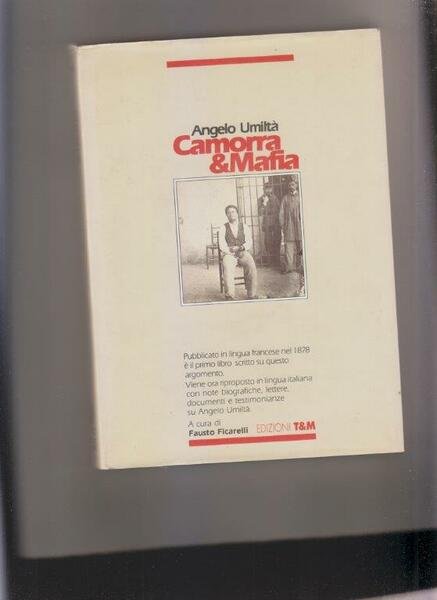 Angelo Umiltà
Camorra
&Mafia
Pubblicato in lingua francese nel 1878
è il primo libro scritto su questo
argomento.
Viene ora riproposto in lingua italiana
con note biografiche, lettere,
documenti e testimonianze
su Angelo Umiltà.
A cura di
Fausto Ficarelli EDIZIONI T&M